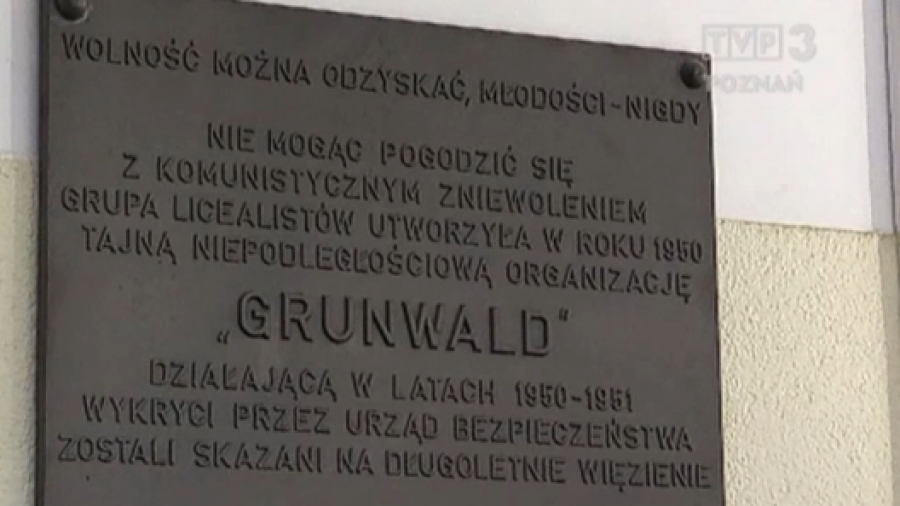 TVP3
POZNAŃ
WOLNOŚĆ MOŻNA ODZYSKAĆ, MŁODOŚCI - NIGDY
NIE MOGĄC POGODZIĆ SIĘ
Z KOMUNISTYCZNYM ZNIEWOLENIEM
GRUPA LICEALISTÓW UTWORZYŁA W ROKU 1950
TAJNĄ NIEPODLEGŁOŚCIOWĄ ORGANIZACJĘ
„GRUNWALD"
DZIAŁAJĄCĄ W LATACH 1950-1951
WYKRYCI PRZEZ URZĄD BEZPIECZEŃSTWA
ZOSTALI SKAZANI NA DŁUGOLETNIE WIĘZIENIE